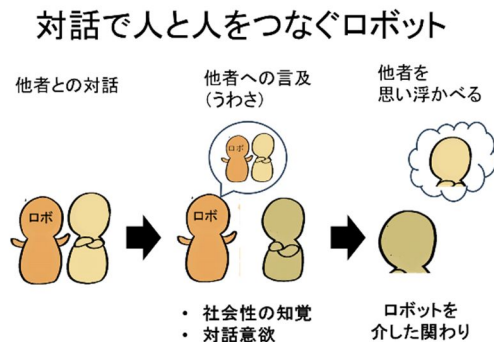 対話で人と人をつなぐロボット
他者との対話
他者への言及
(うわさ)
他者を
思い浮かべる
ロボ
ロボ
ロボ
• 社会性の知覚
• 対話意欲
ロボットを
介した関わり